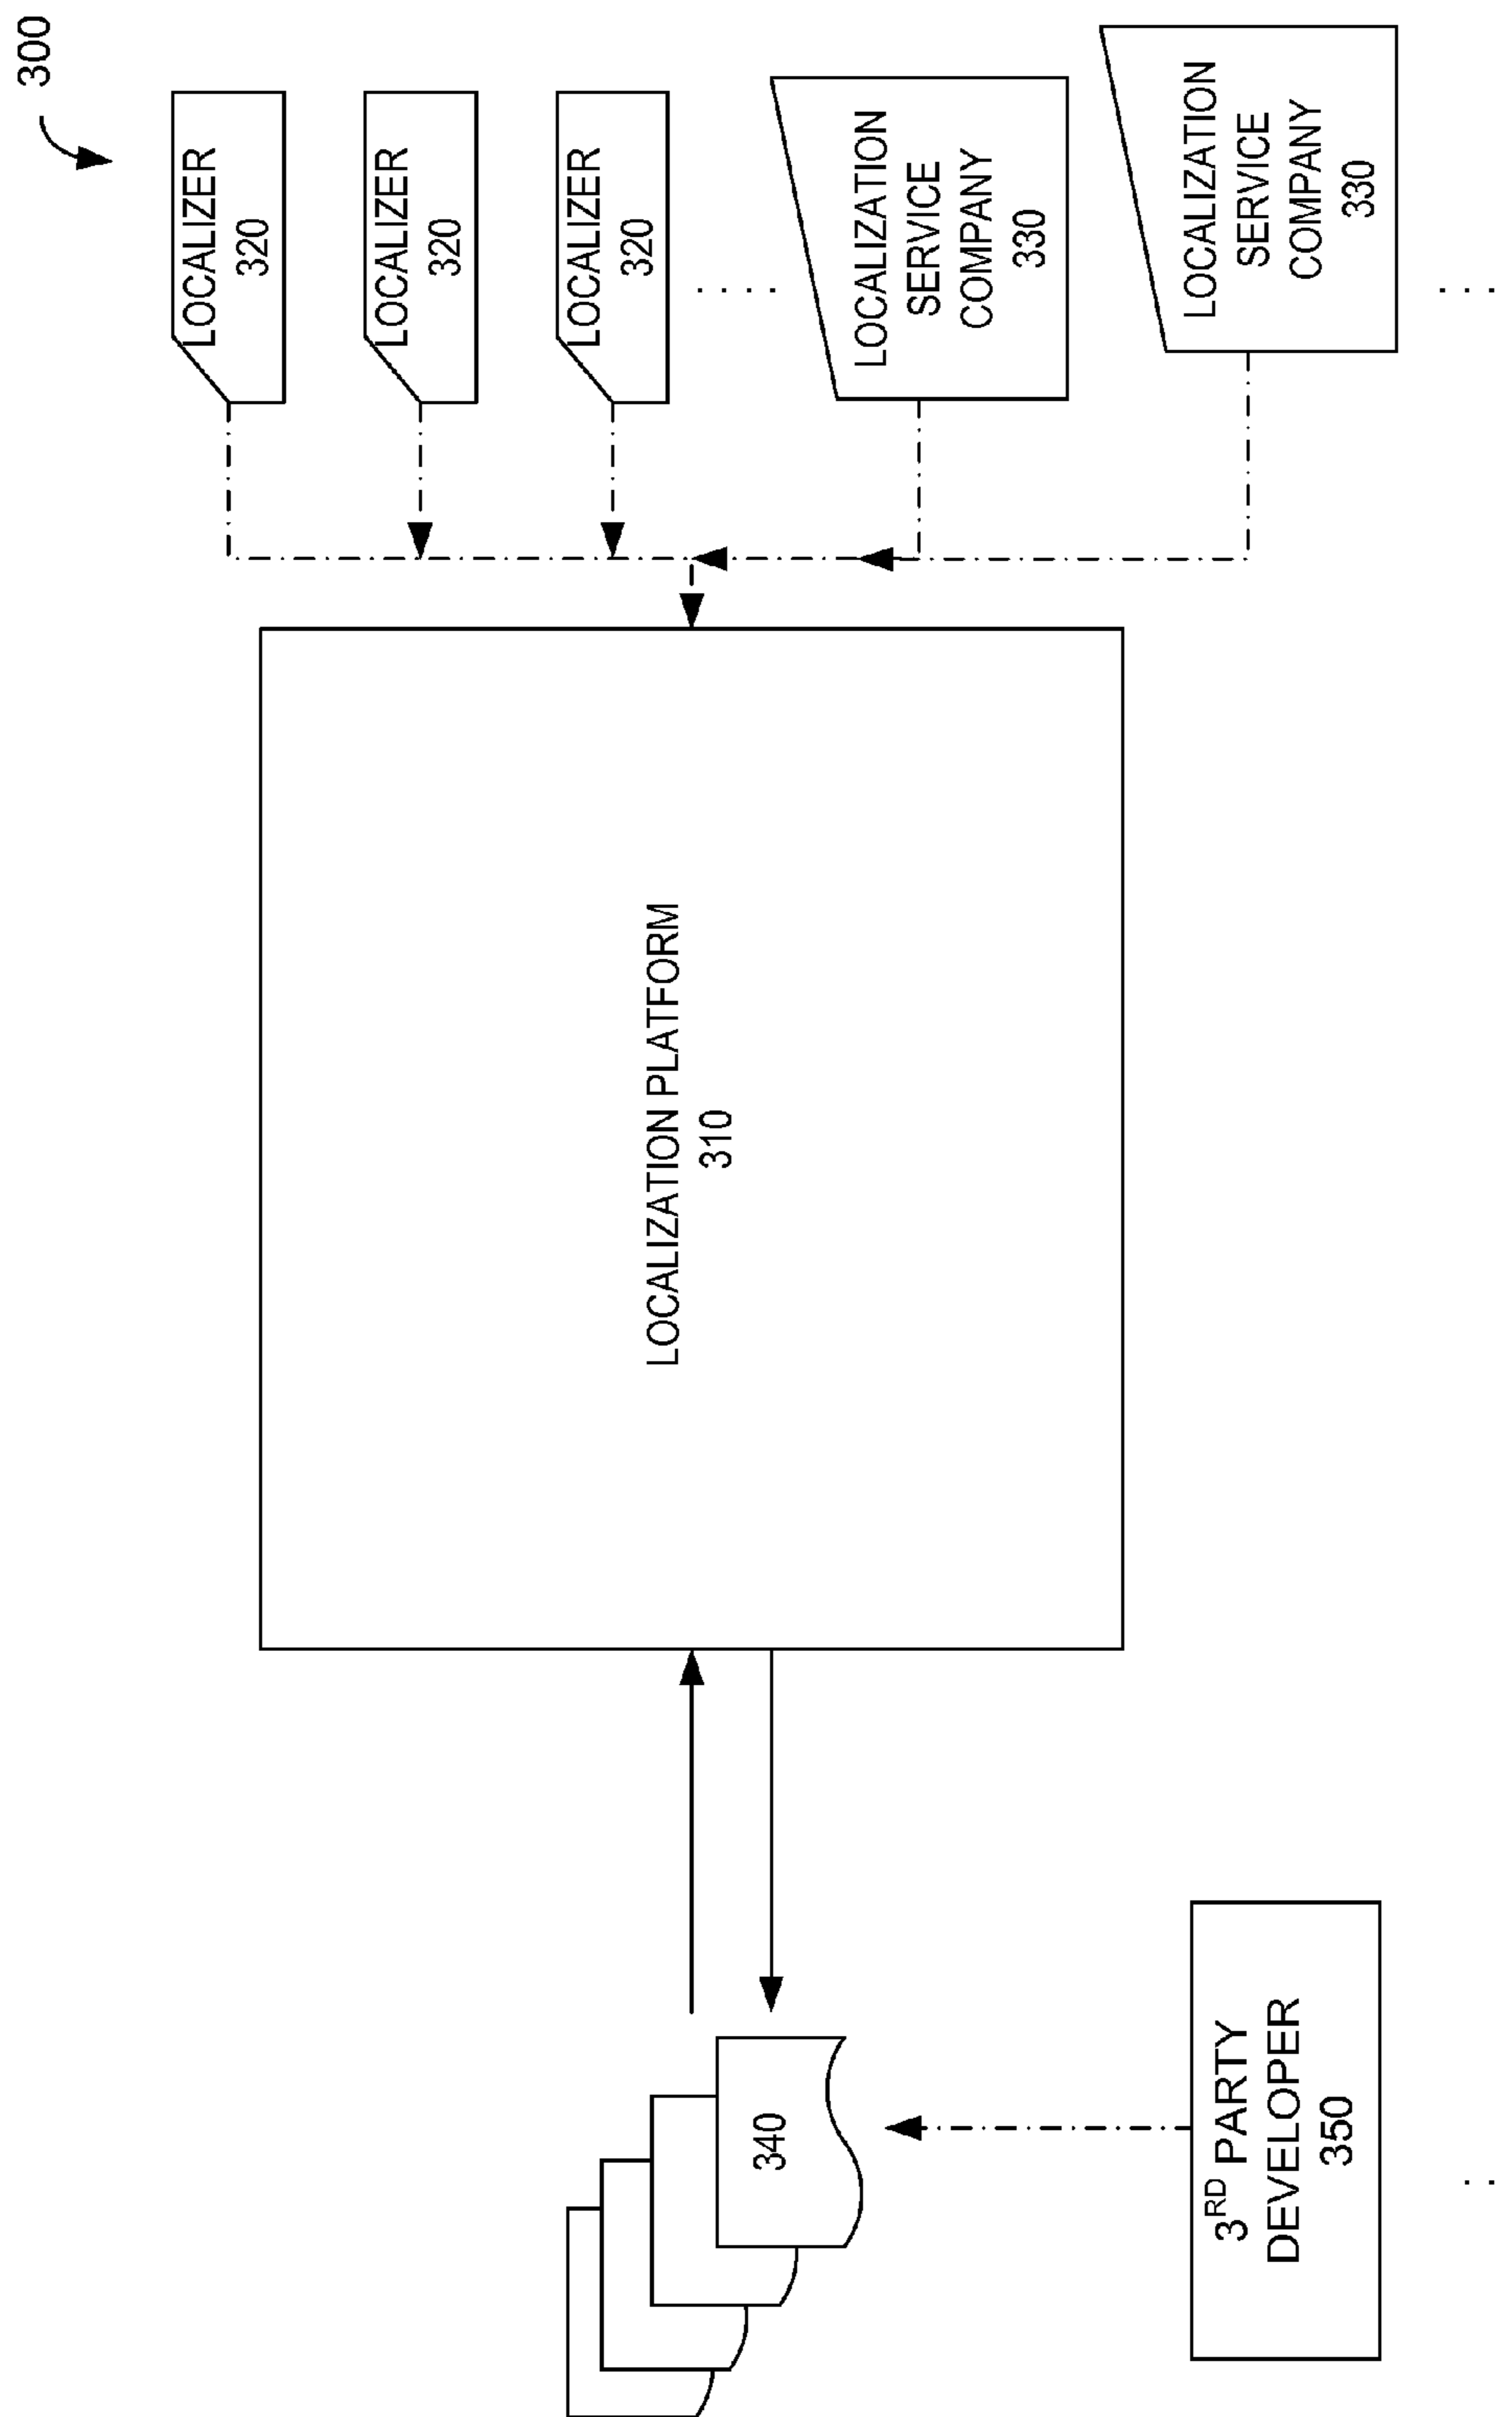 300
LOCALIZER
320
LOCALIZER
320
LOCALIZER
320
. . . .
LOCALIZATION
SERVICE
COMPANY
330
LOCALIZATION
SERVICE
COMPANY
330
. . .
LOCALIZATION PLATFORM
310
340
3RD PARTY
DEVELOPER
350
. .